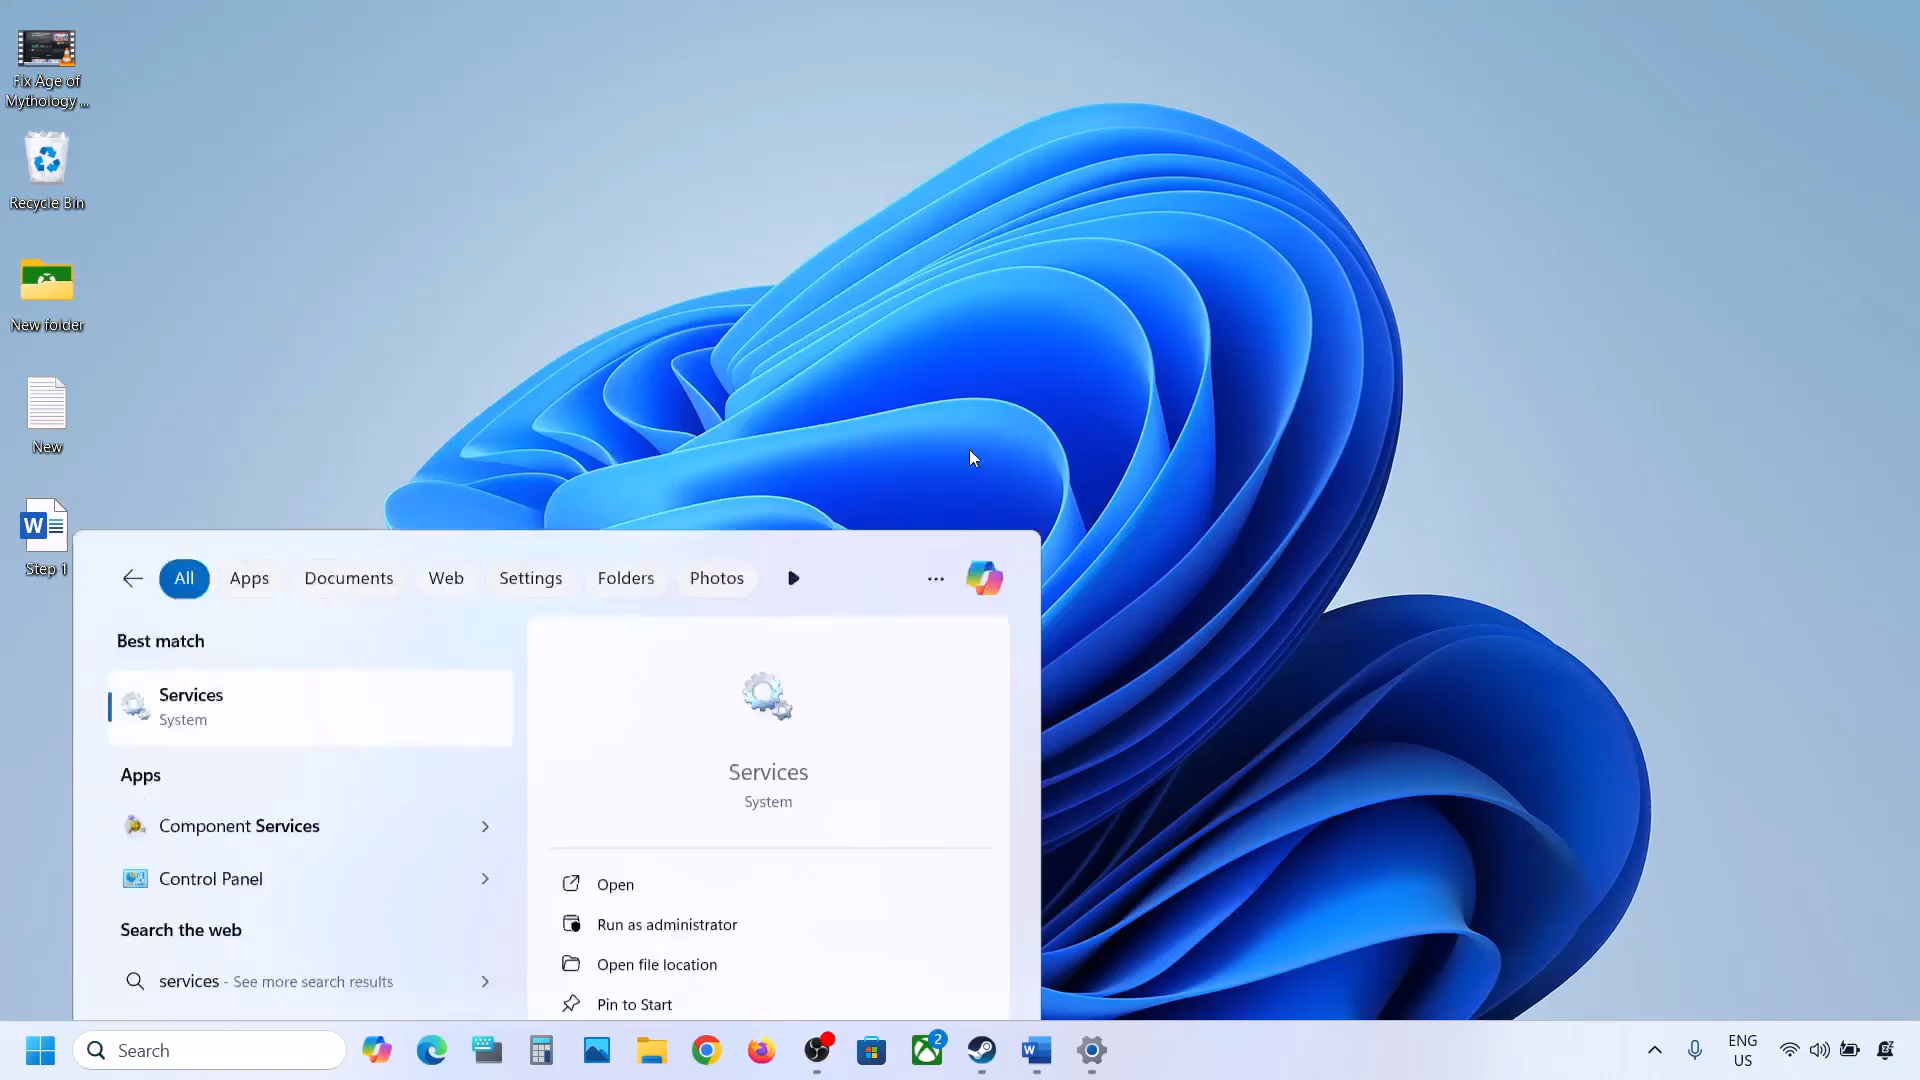 Fix Age of
Mythology ...
Recycle Bin
New folder
New
Step 1
All
Apps
Documents
Web
Settings
Folders
Photos
...
Best match
Services
System
Apps
Component Services
Control Panel
Search the web
services - See more search results
Services
System
Open
Run as administrator
Open file location
Pin to Start
Search
2
ENG
US